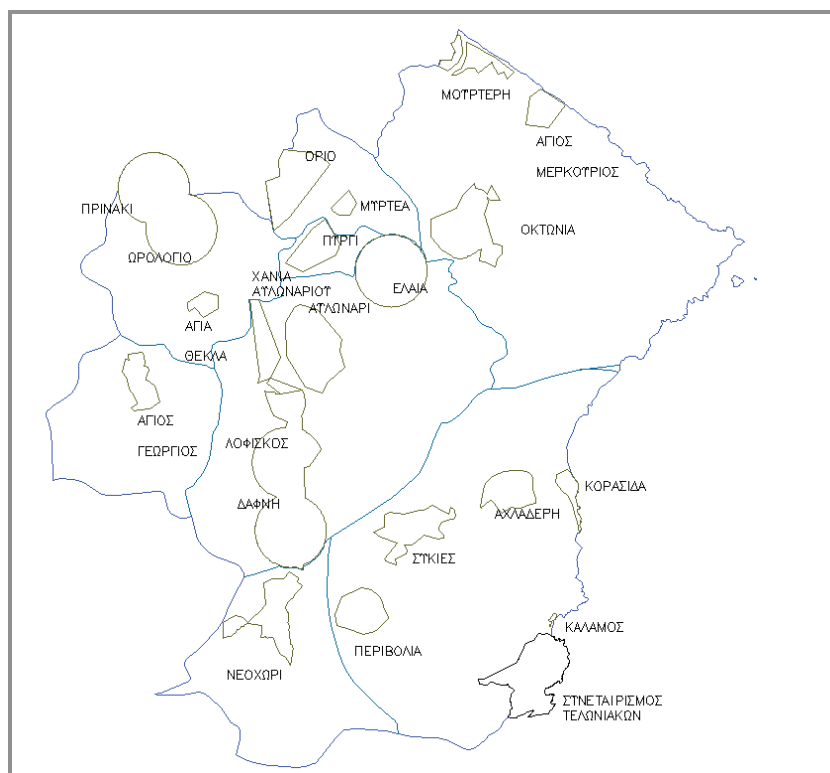 ΜΟΥΡΤΕΡΗ
ΑΓΙΟΣ
ΜΕΡΚΟΥΡΙΟΣ
ΟΡΙΟ
ΜΥΡΤΕΑ
ΠΡΙΝΑΚΙ
ΩΡΟΛΟΓΙΟ
ΠΥΡΓΙ
ΟΚΤΩΝΙΑ
ΧΑΝΙΑ
ΑΥΛΩΝΑΡΙΟΥ
ΕΛΑΙΑ
ΑΥΛΩΝΑΡΙ
ΑΓΙΑ
ΘΕΚΛΑ
ΑΓΙΟΣ
ΓΕΩΡΓΙΟΣ
ΛΟΦΙΣΚΟΣ
ΔΑΦΝΗ
ΚΟΡΑΣΙΔΑ
ΑΧΛΑΔΕΡΗ
ΣΥΚΙΕΣ
ΚΑΛΑΜΟΣ
ΠΕΡΙΒΟΛΙΑ
ΝΕΟΧΩΡΙ
ΣΥΝΕΤΑΙΡΙΣΜΟΣ
ΤΕΛΩΝΙΑΚΩΝ